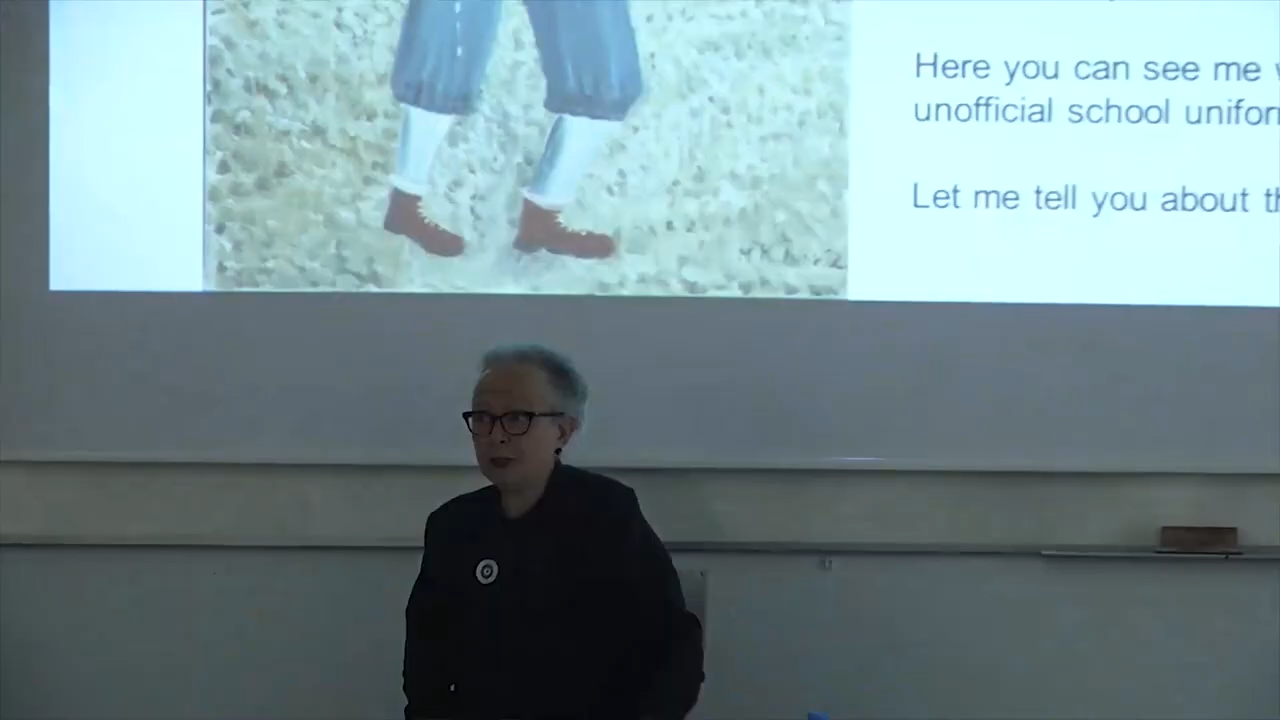 Here you can see me
unofficial school
Let me tell you about